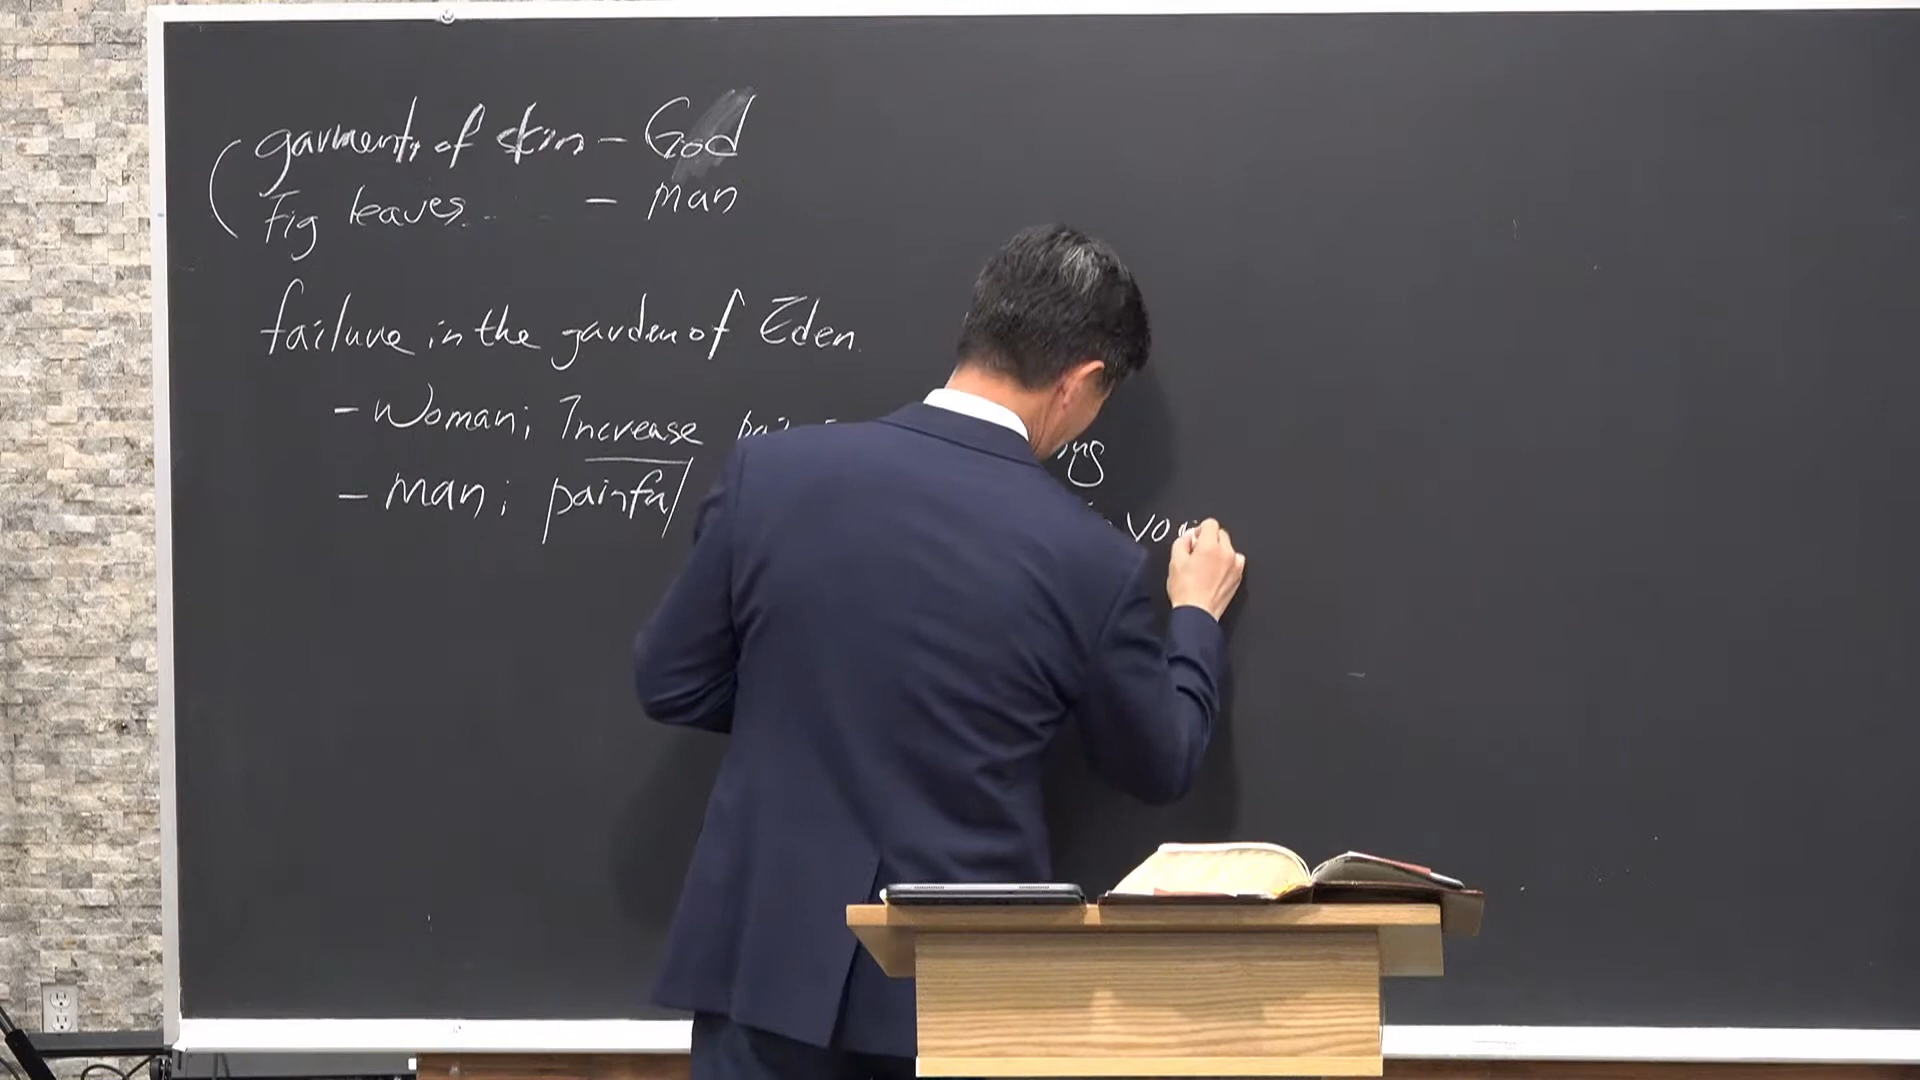 garments of skin - God
Fig leaves. - man
failure in the garden of Eden.
- Woman; Increase
- man; painful